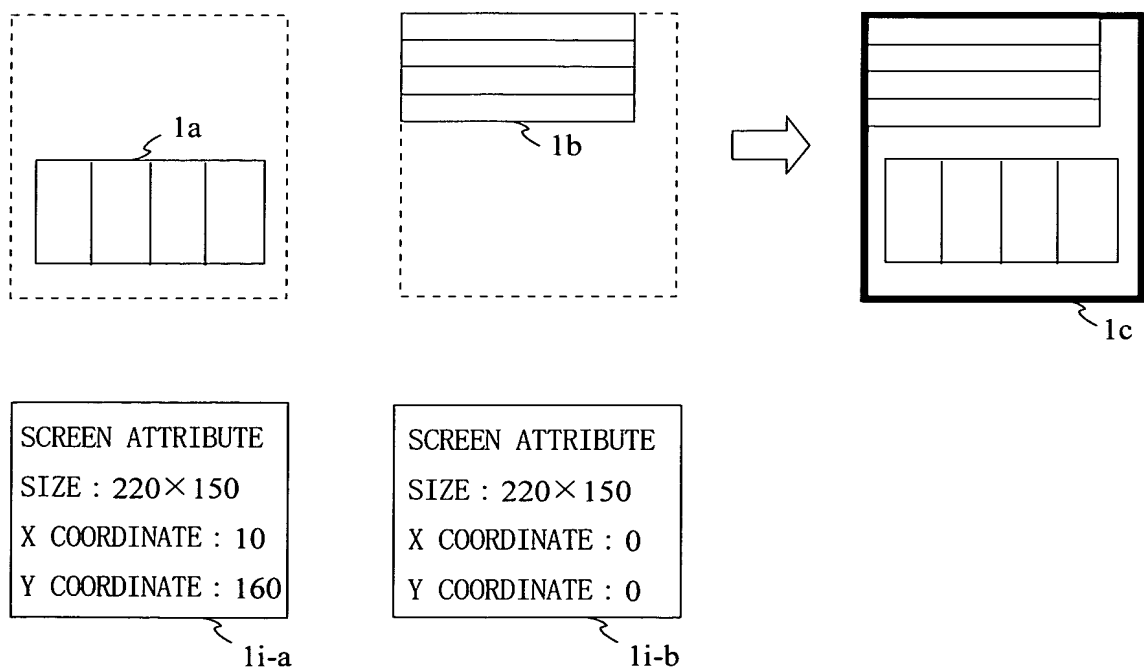 1a
1b
1c
SCREEN ATTRIBUTE
SIZE : 220×150
X COORDINATE : 10
Y COORDINATE : 160
1i-a
SCREEN ATTRIBUTE
SIZE : 220×150
X COORDINATE : 0
Y COORDINATE : 0
1i-b